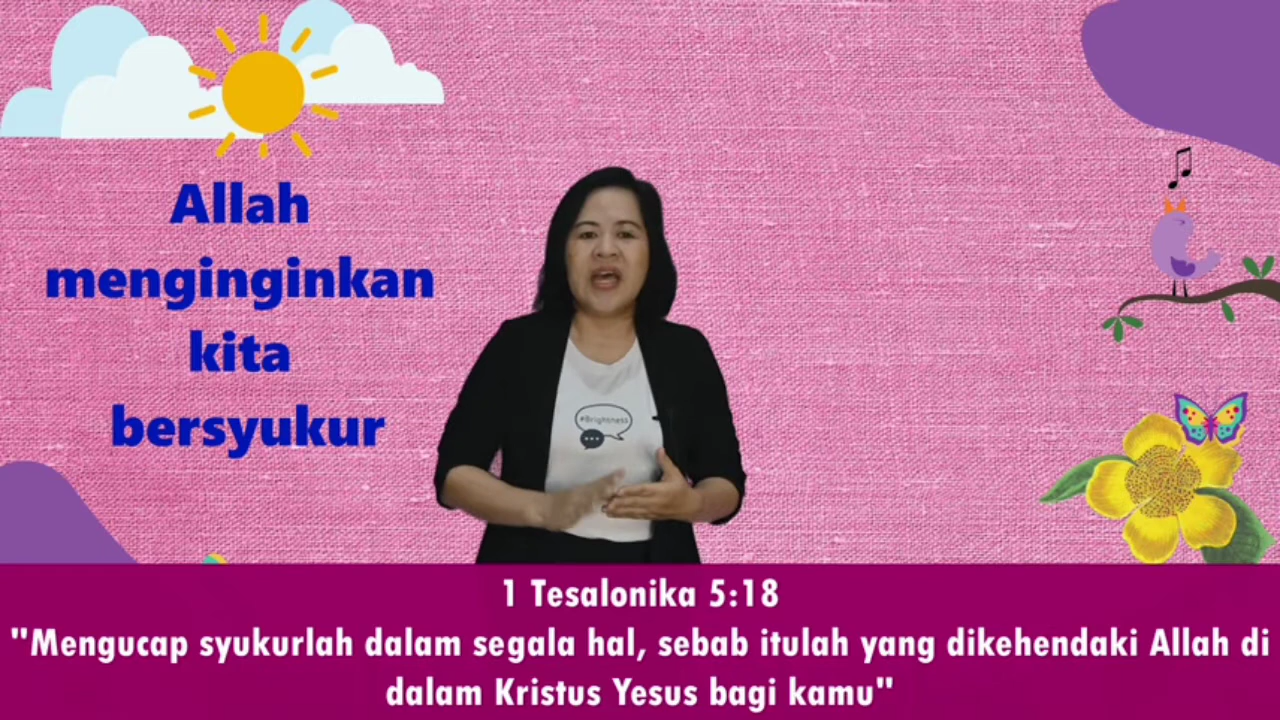 Allah
menginginkan
kita
bersyukur
#Brightness
1 Tesalonika 5:18
"Mengucap syukurlah dalam segala hal, sebab itulah yang dikehendaki Allah di
dalam Kristus Yesus bagi kamu"